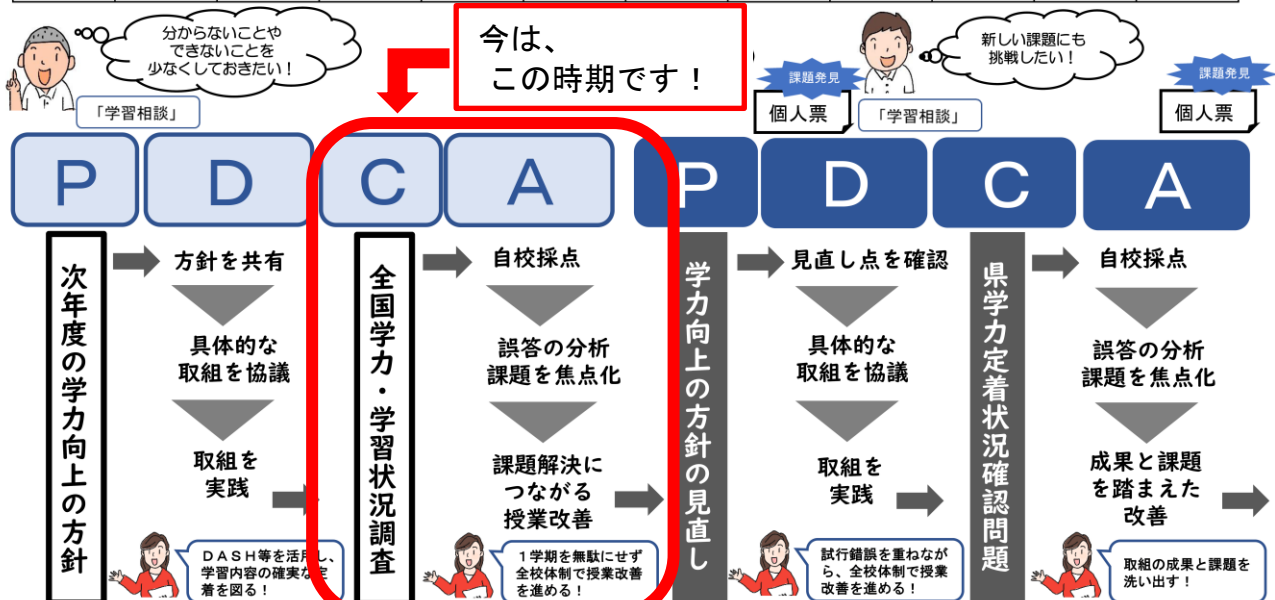 分からないことや
できないことを
少なくしておきたい！
「学習相談」
今は、
この時期です！
課題発見
個人票
新しい課題にも
挑戦したい！
「学習相談」
課題発見
個人票
P
D
C
A
P
D
C
A
次年度の学力向上の方針
方針を共有
具体的な
取組を協議
取組を
実践
ＤＡＳＨ等を活用し、
学習内容の確実な定
着を図る！
全国学力・学習状況調査
自校採点
誤答の分析
課題を焦点化
課題解決に
つながる
授業改善
１学期を無駄にせず
全校体制で授業改善
を進める！
学力向上の方針の見直し
見直し点を確認
具体的な
取組を協議
取組を
実践
試行錯誤を重ねなが
ら、全校体制で授業
改善を進める！
県学力定着状況確認問題
自校採点
誤答の分析
課題を焦点化
成果と課題
を踏まえた
改善
取組の成果と課題を
洗い出す！